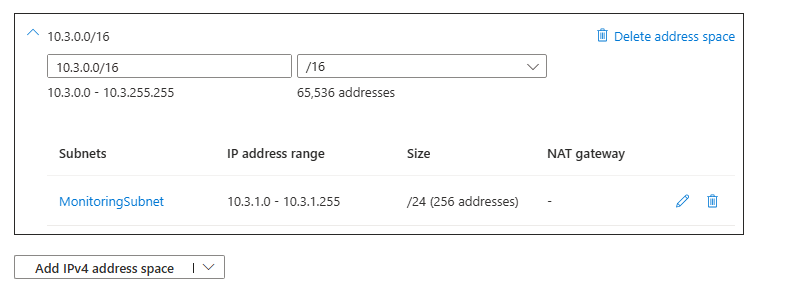 10.3.0.0/16 Delete address space
10.3.0.0/16 /16
10.3.0.0 - 10.3.255.255 65,536 addresses
Subnets IP address range Size NAT gateway
MonitoringSubnet 10.3.1.0 - 10.3.1.255 /24 (256 addresses) -
Add IPv4 address space